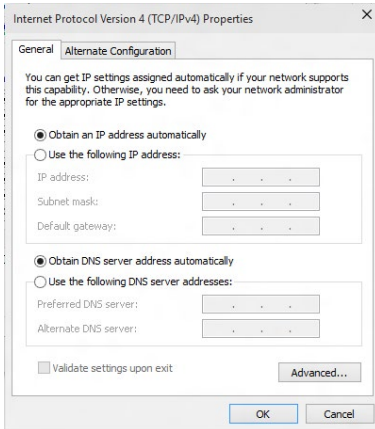 Internet Protocol Version 4 (TCP/IPv4) Properties
General
Alternate Configuration
You can get IP settings assigned automatically if your network supports
this capability. Otherwise, you need to ask your network administrator
for the appropriate IP settings.
Obtain an IP address automatically
Use the following IP address:
IP address:
Subnet mask:
Default gateway:
Obtain DNS server address automatically
Use the following DNS server addresses:
Preferred DNS server:
Alternate DNS server:
Validate settings upon exit
Advanced...
OK
Cancel